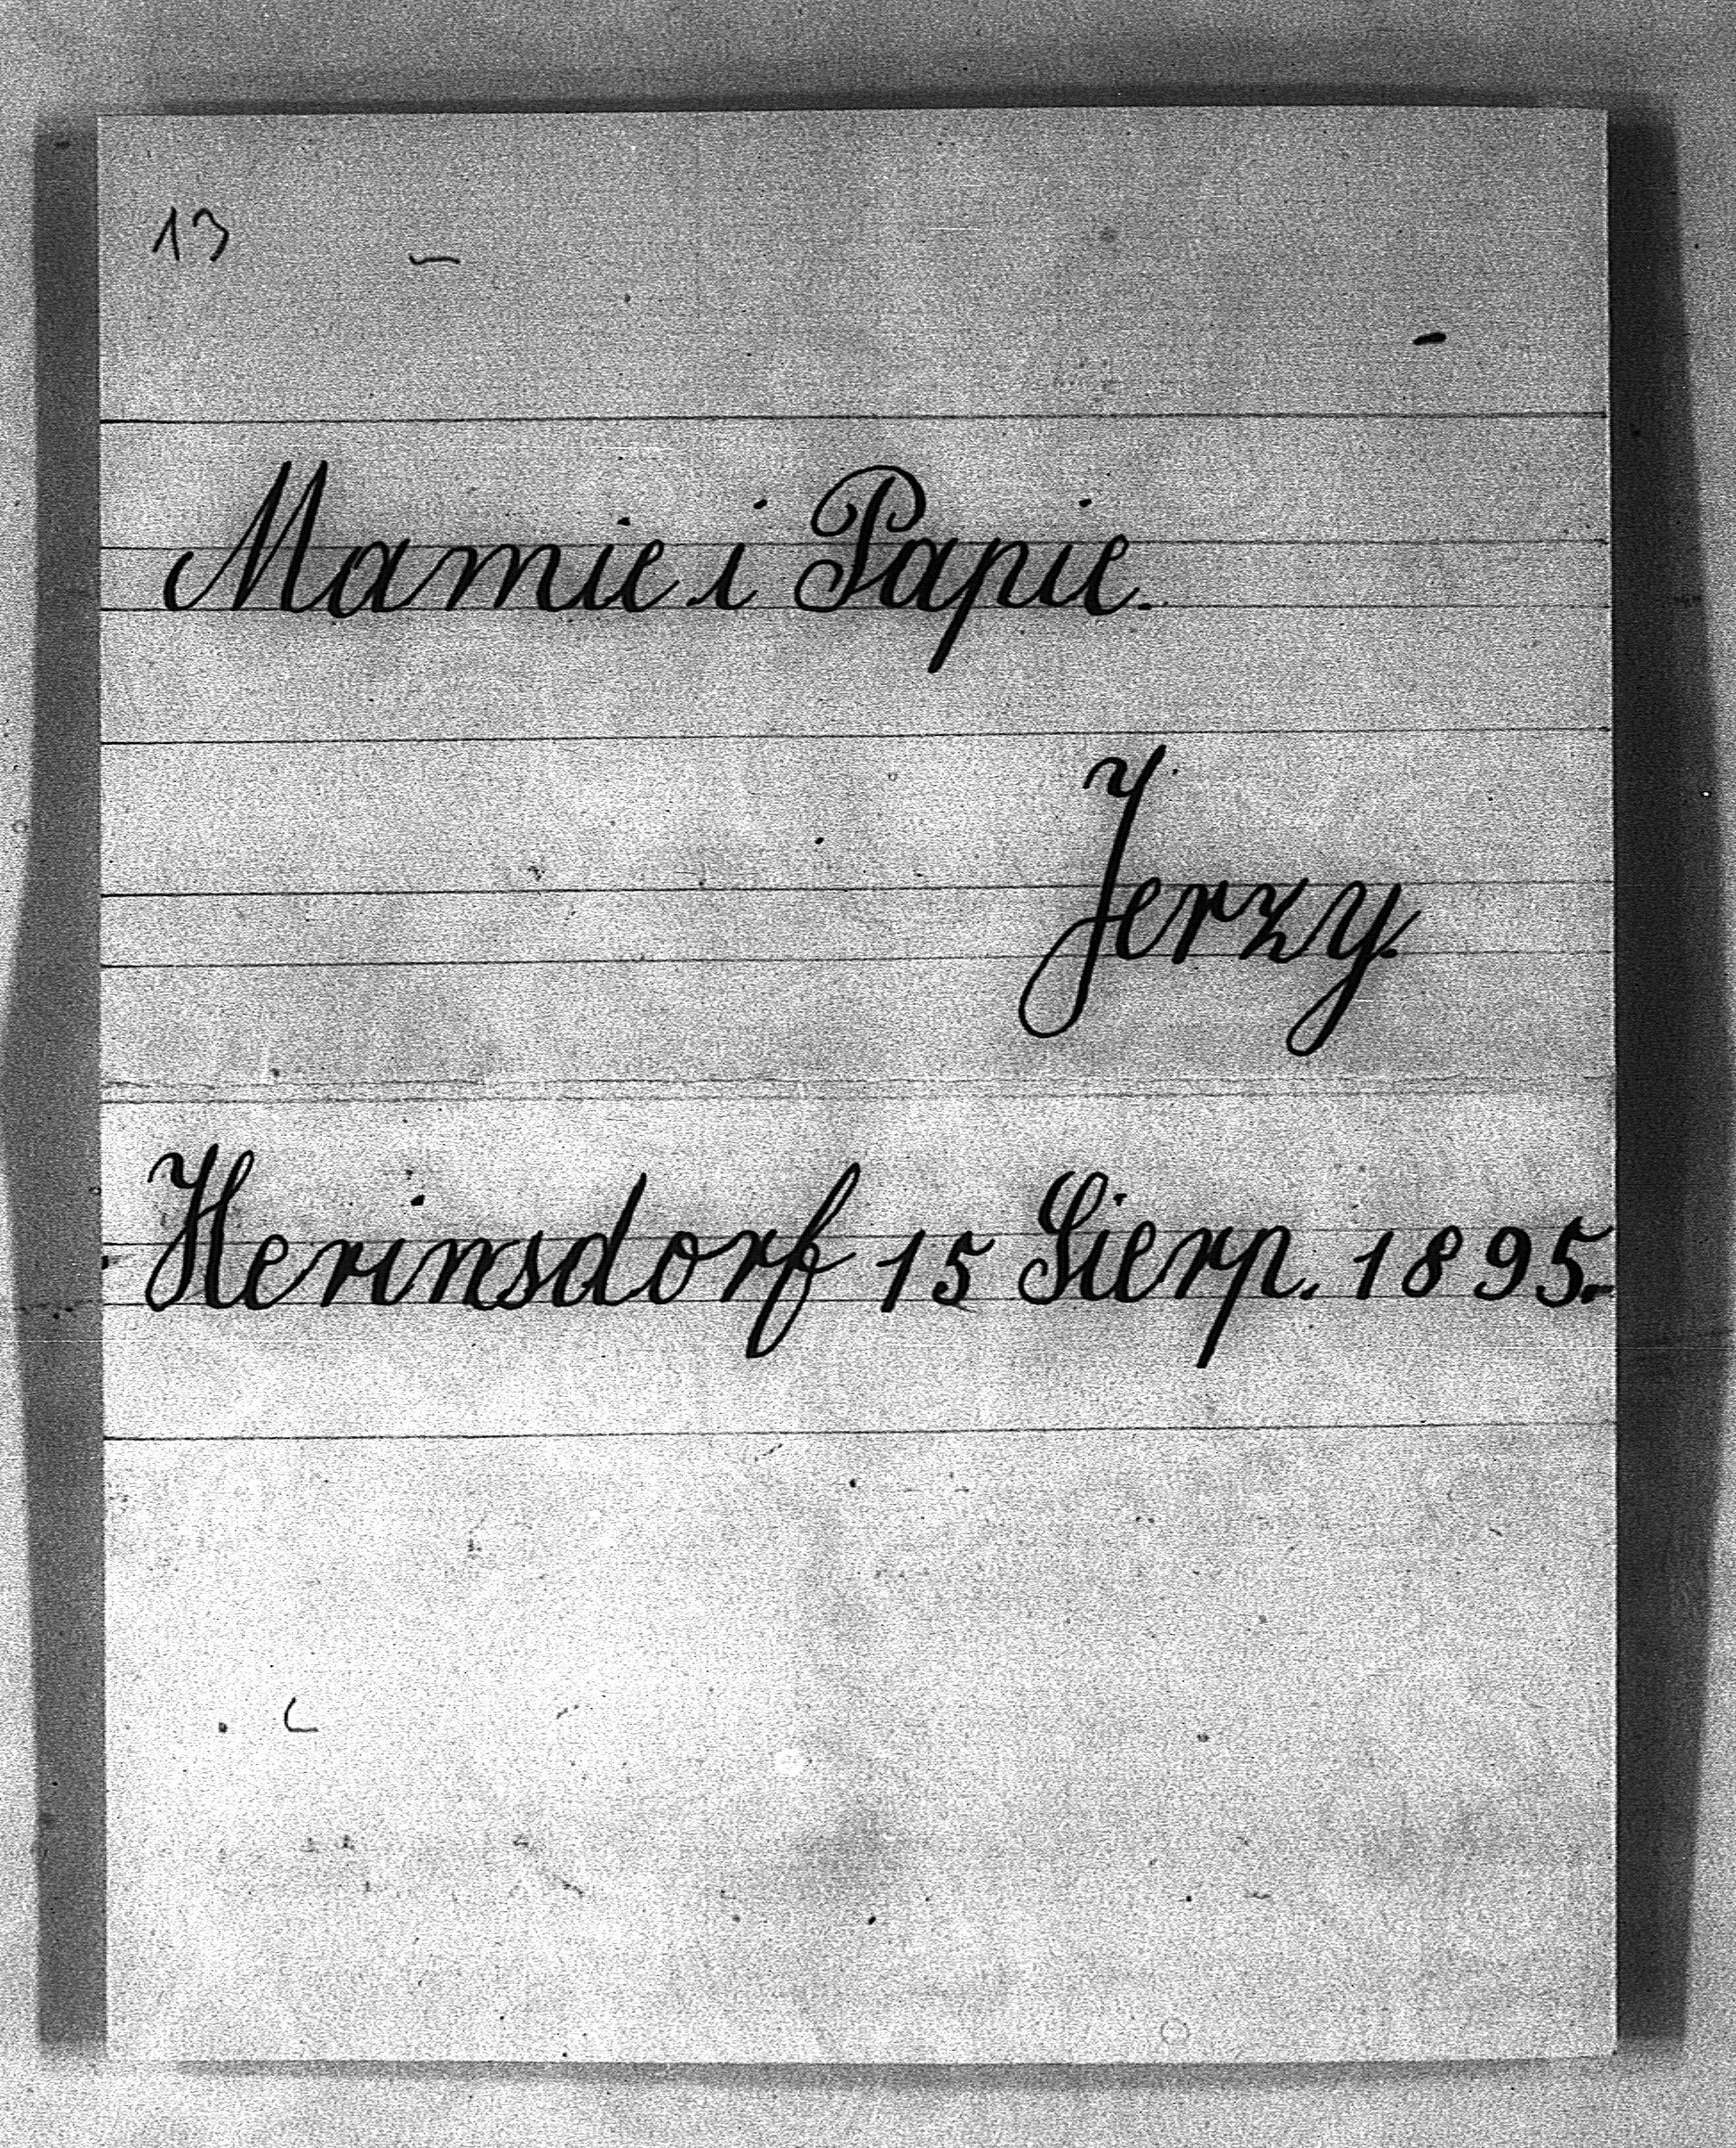 13
Mamie i Papie.
Jerzy.
Herinsdorf 15 Sierp. 1895.